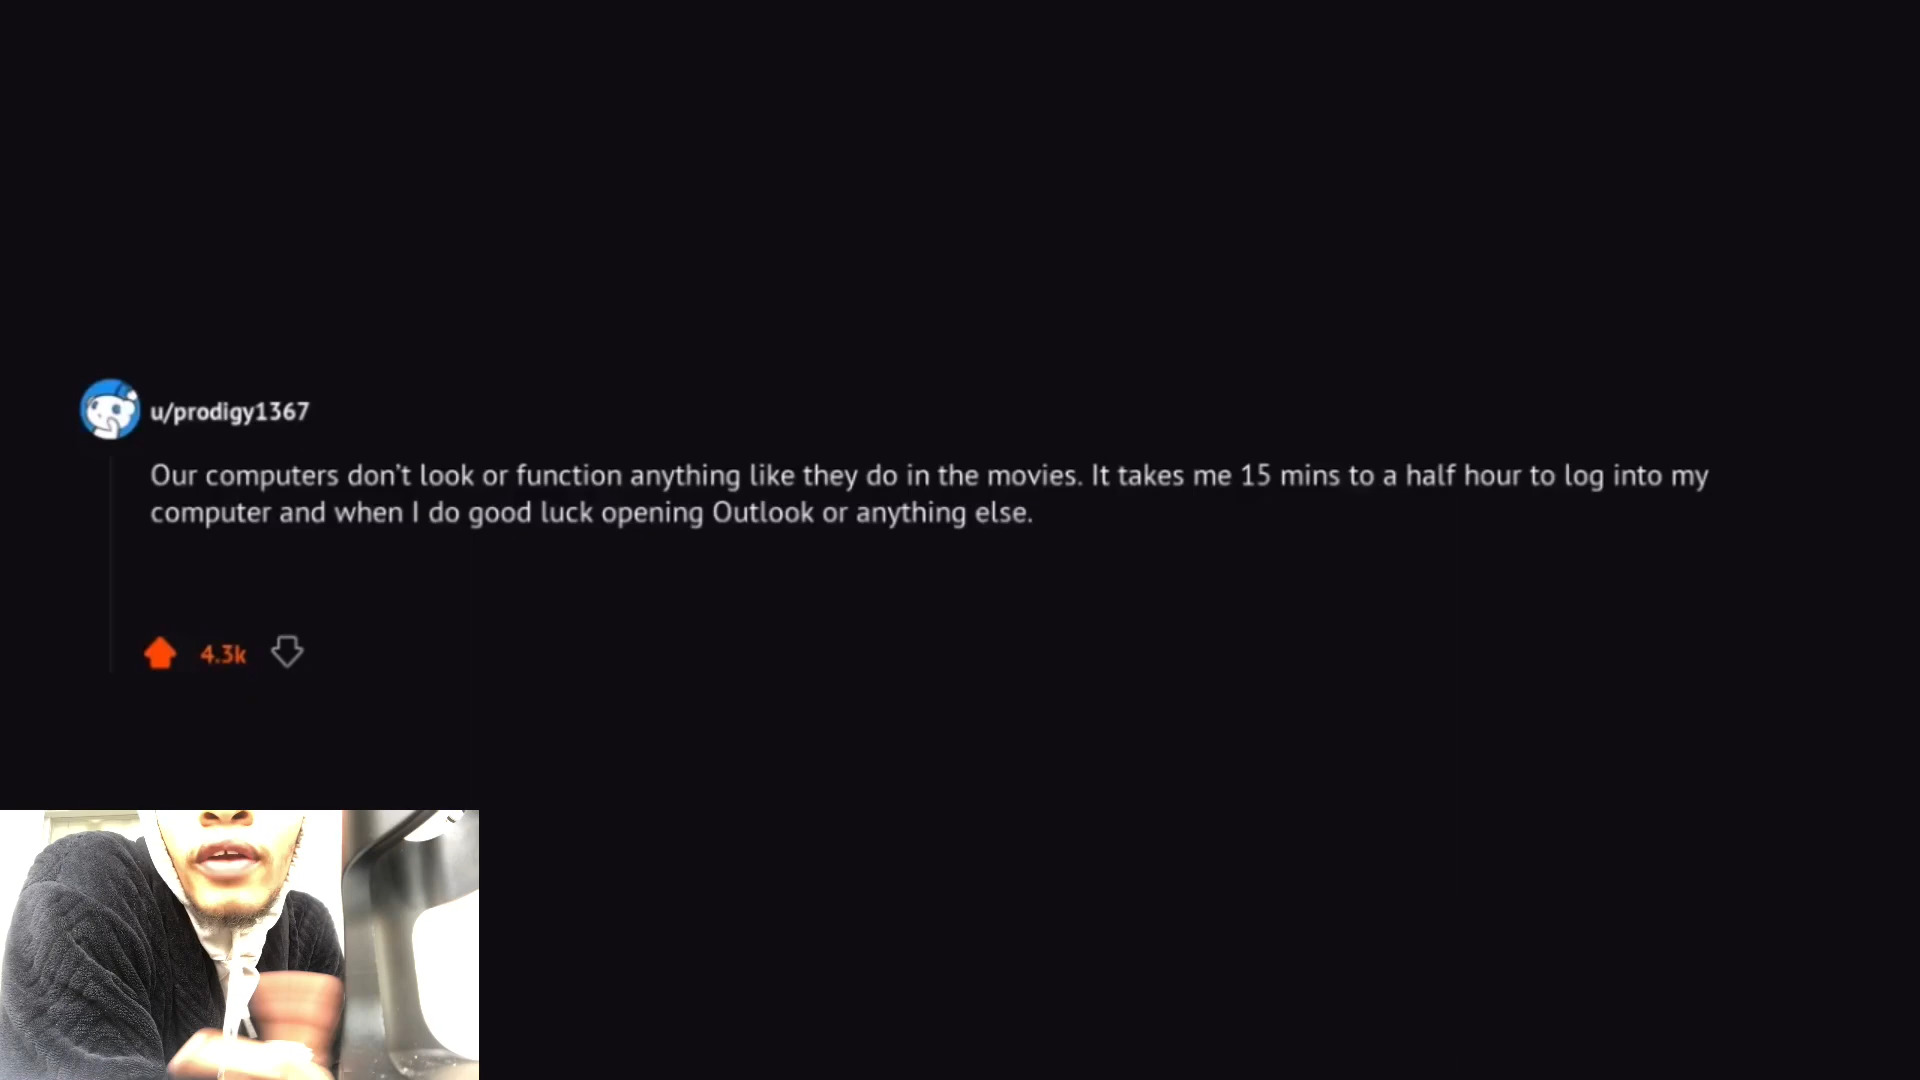 u/prodigy1367
Our computers don’t look or function anything like they do in the movies. It takes me 15 mins to a half hour to log into my
computer and when I do good luck opening Outlook or anything else.
4.3k